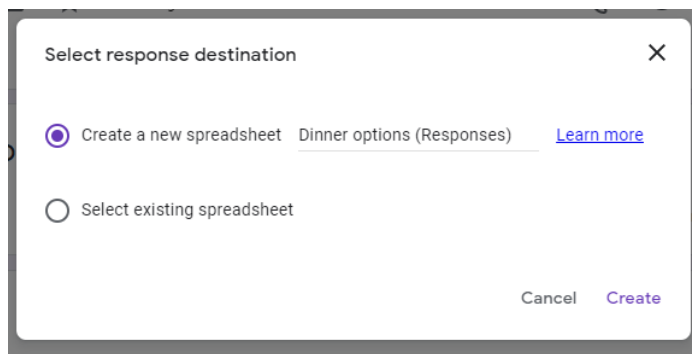 Select response destination
Create a new spreadsheet Dinner options (Responses) Learn more
Select existing spreadsheet
Cancel Create